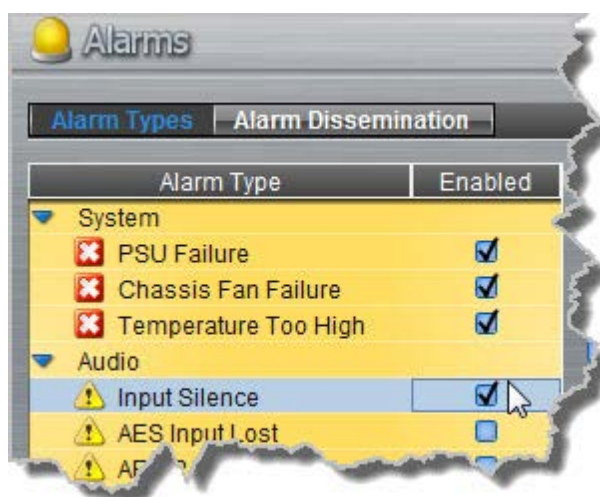 Alarms
Alarm Types Alarm Dissemination
Alarm Type Enabled
System
PSU Failure
Chassis Fan Failure
Temperature Too High
Audio
Input Silence
AES Input Lost